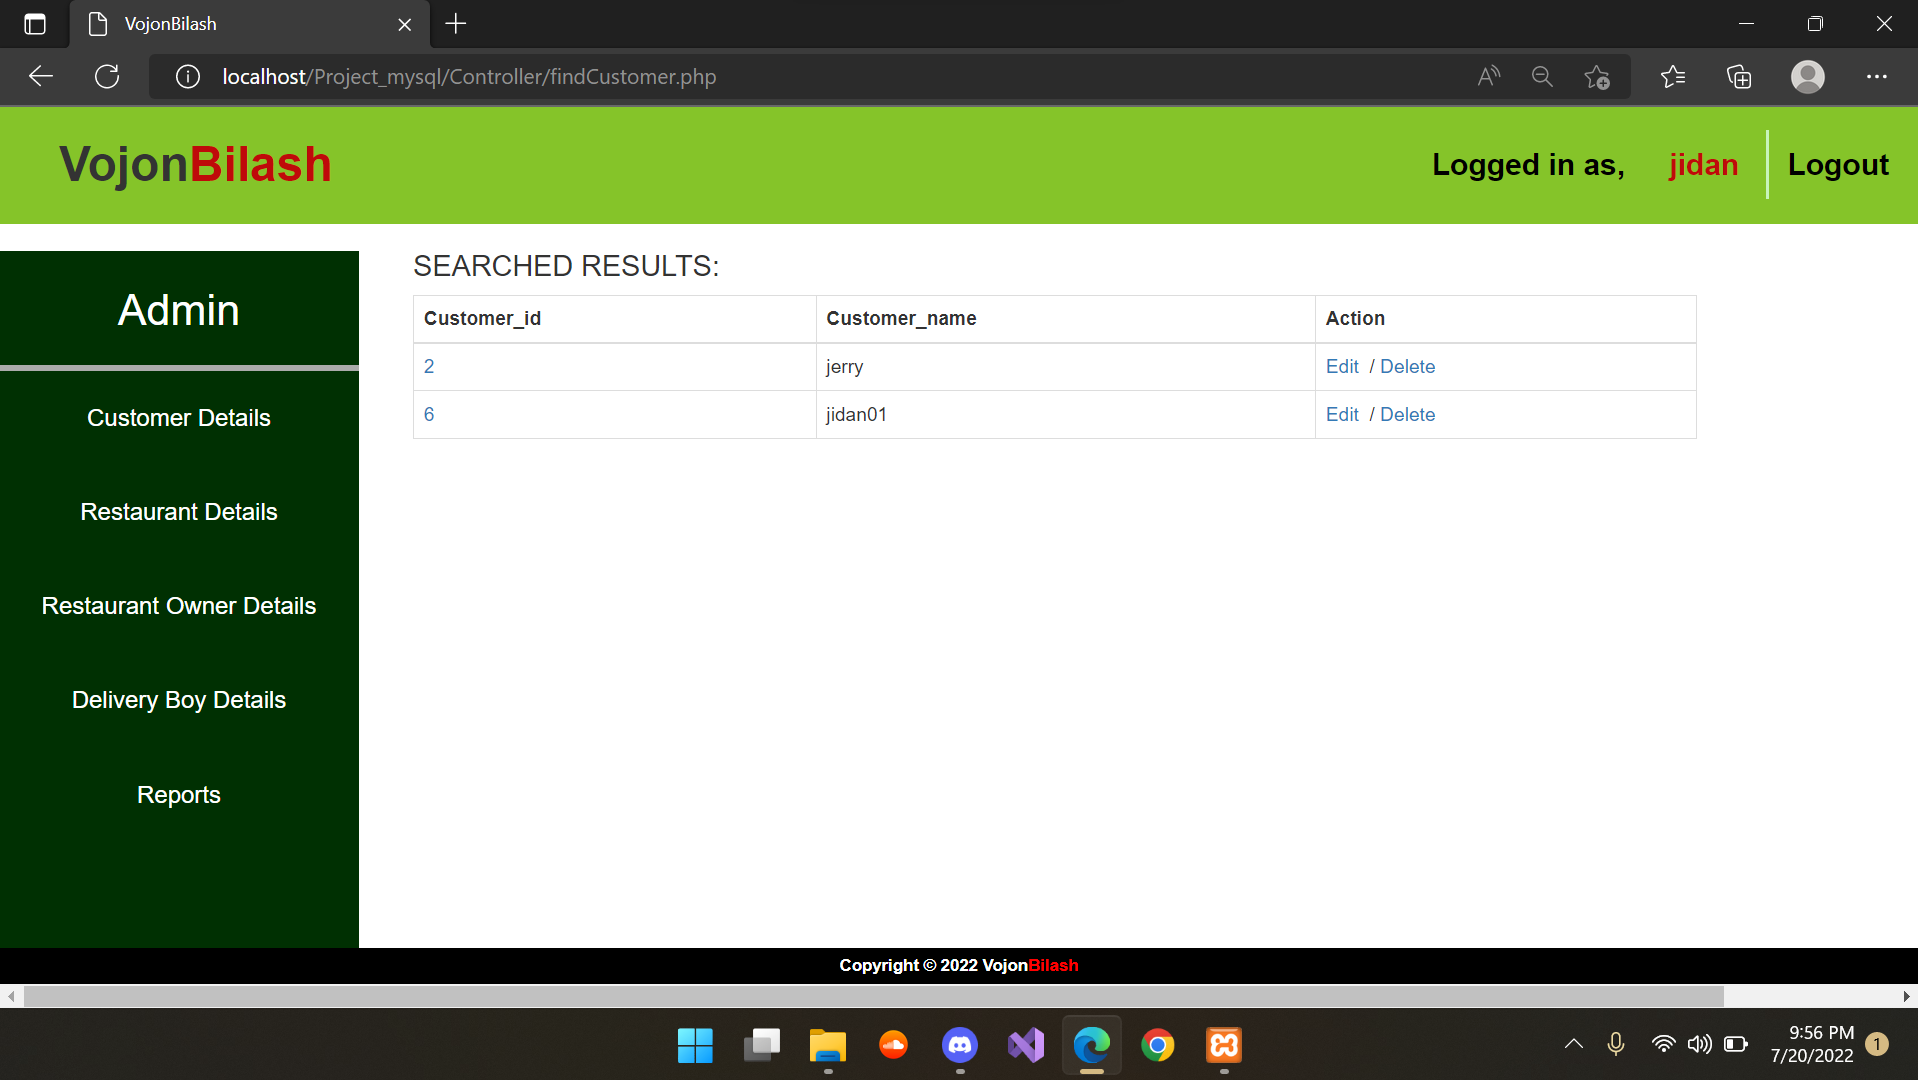 VojonBilash
localhost/Project_mysql/Controller/findCustomer.php
VojonBilash
Logged in as, jidan Logout
Admin
Customer Details
Restaurant Details
Restaurant Owner Details
Delivery Boy Details
Reports
SEARCHED RESULTS:
Customer_id Customer_name Action
2 jerry Edit / Delete
6 jidan01 Edit / Delete
Copyright © 2022 VojonBilash
9:56 PM
7/20/2022
1